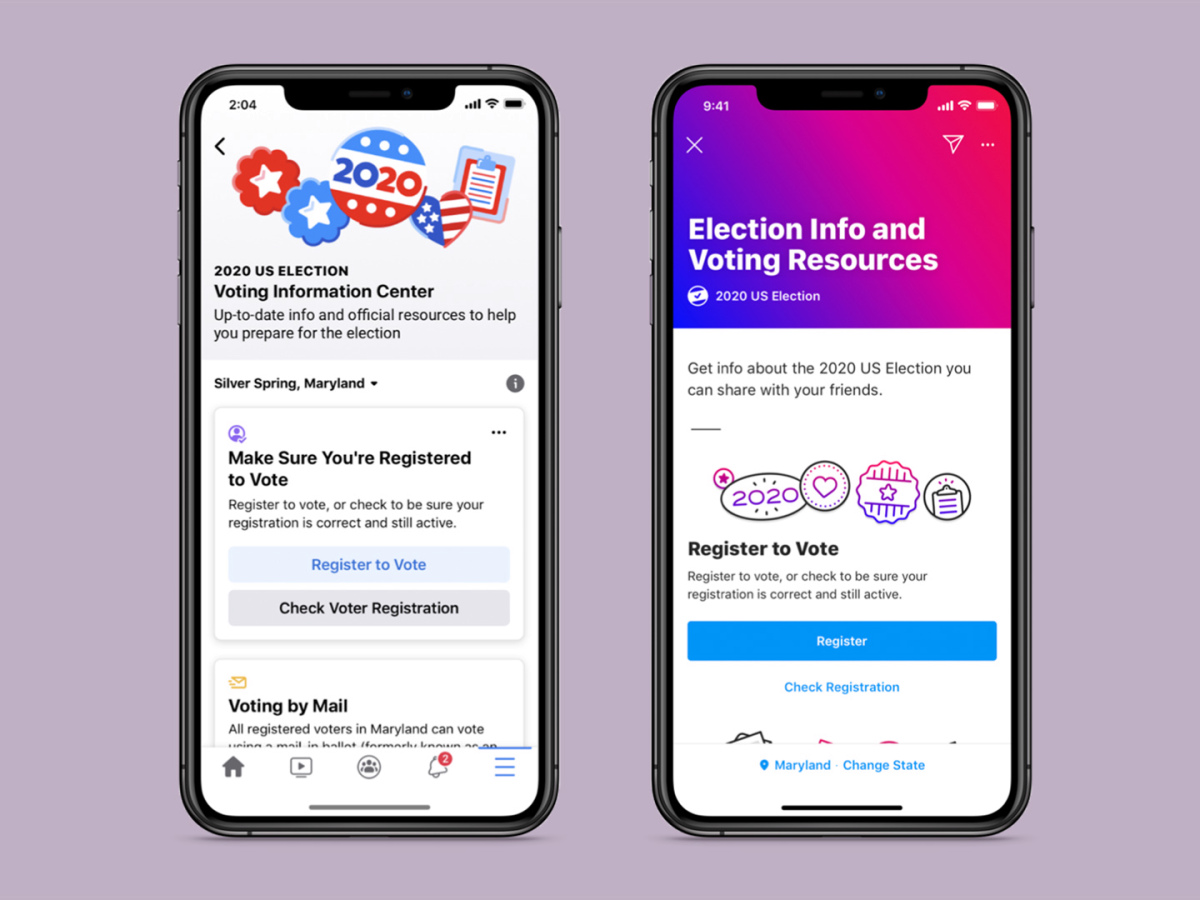 2:04
2020
2020 US ELECTION
Voting Information Center
Up-to-date info and official resources to help
you prepare for the election
Silver Spring, Maryland
Make Sure You're Registered
to Vote
Register to vote, or check to be sure your
registration is correct and still active.
Register to Vote
Check Voter Registration
Voting by Mail
All registered voters in Maryland can vote
using a mail-in ballot (formerly known as an
2
9:41
Election Info and
Voting Resources
2020 US Election
Get info about the 2020 US Election you
can share with your friends.
2020
Register to Vote
Register to vote, or check to be sure your
registration is correct and still active.
Register
Check Registration
Maryland · Change State